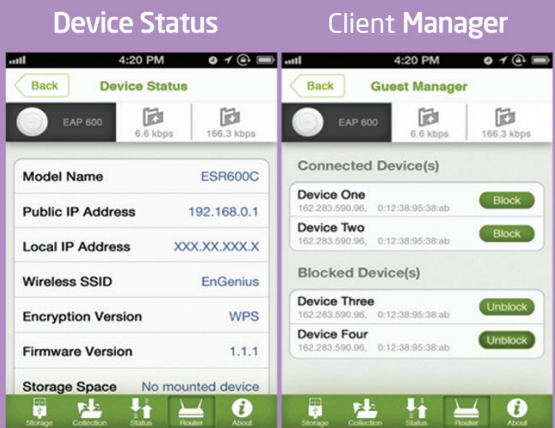 Device Status
4:20 PM
Back
Device Status
EAP 600
6.6 kbps
166.3 kbps
Model Name ESR600C
Public IP Address 192.168.0.1
Local IP Address XXX.XX.XXX.X
Wireless SSID EnGenius
Encryption Version WPS
Firmware Version 1.1.1
Storage Space No mounted device
Storage
Collection
Status
Router
About
Client Manager
4:20 PM
Back
Guest Manager
EAP 600
6.6 kbps
166.3 kbps
Connected Device(s)
Device One
162.283.590.96, 0:12:38:95:38:ab
Block
Device Two
162.283.590.96, 0:12:38:95:38:ab
Block
Blocked Device(s)
Device Three
162.283.590.96, 0:12:38:95:38:ab
Unblock
Device Four
162.283.590.96, 0:12:38:95:38:ab
Unblock
Storage
Collection
Status
Router
About